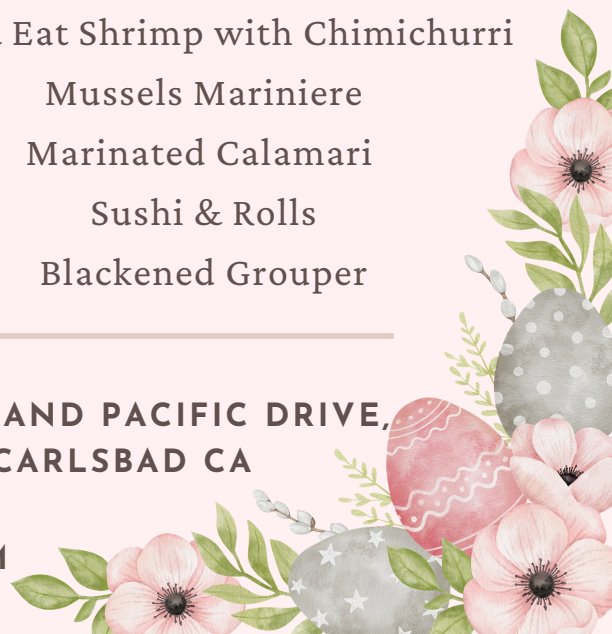 Eat Shrimp with Chimichurri
Mussels Mariniere
Marinated Calamari
Sushi & Rolls
Blackened Grouper
AND PACIFIC DRIVE,
CARLSBAD CA